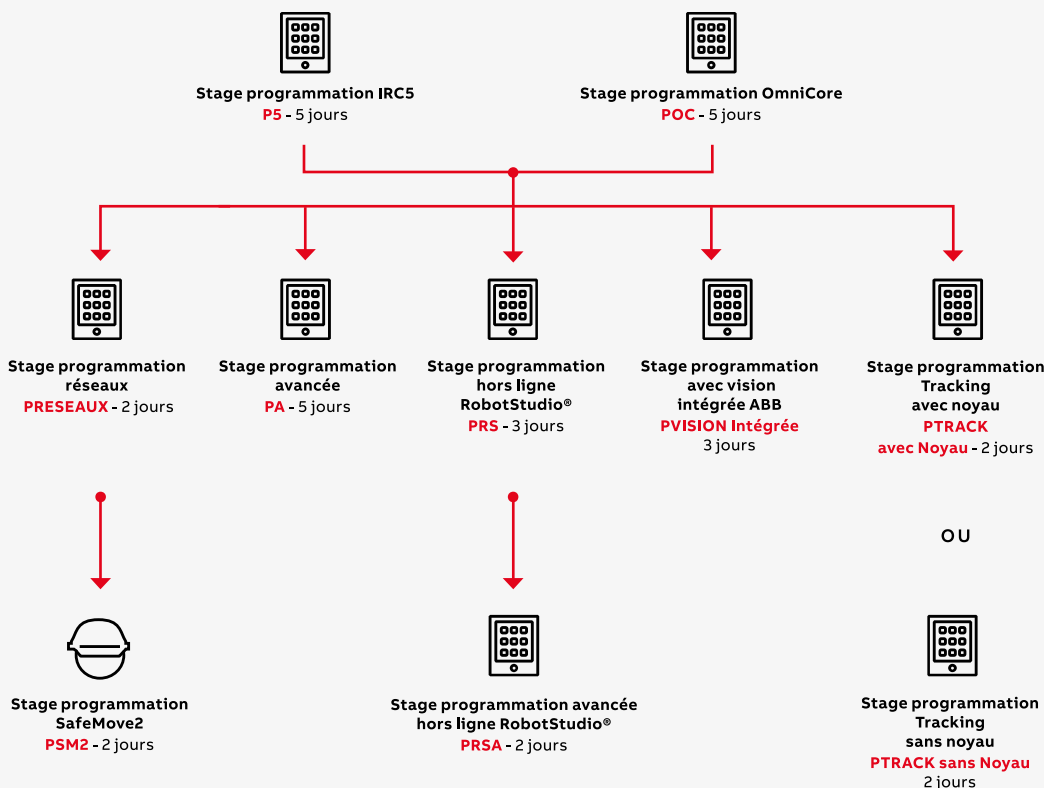 Stage programmation IRC5
P5 - 5 jours
Stage programmation OmniCore
POC - 5 jours
Stage programmation
réseaux
PRESEAUX - 2 jours
Stage programmation
avancée
PA - 5 jours
Stage programmation
hors ligne
RobotStudio®
PRS - 3 jours
Stage programmation
avec vision
intégrée ABB
PVISION Intégrée
3 jours
Stage programmation
Tracking
avec noyau
PTRACK
avec Noyau - 2 jours
OU
Stage programmation
SafeMove2
PSM2 - 2 jours
Stage programmation avancée
hors ligne RobotStudio®
PRSA - 2 jours
Stage programmation
Tracking
sans noyau
PTRACK sans Noyau
2 jours